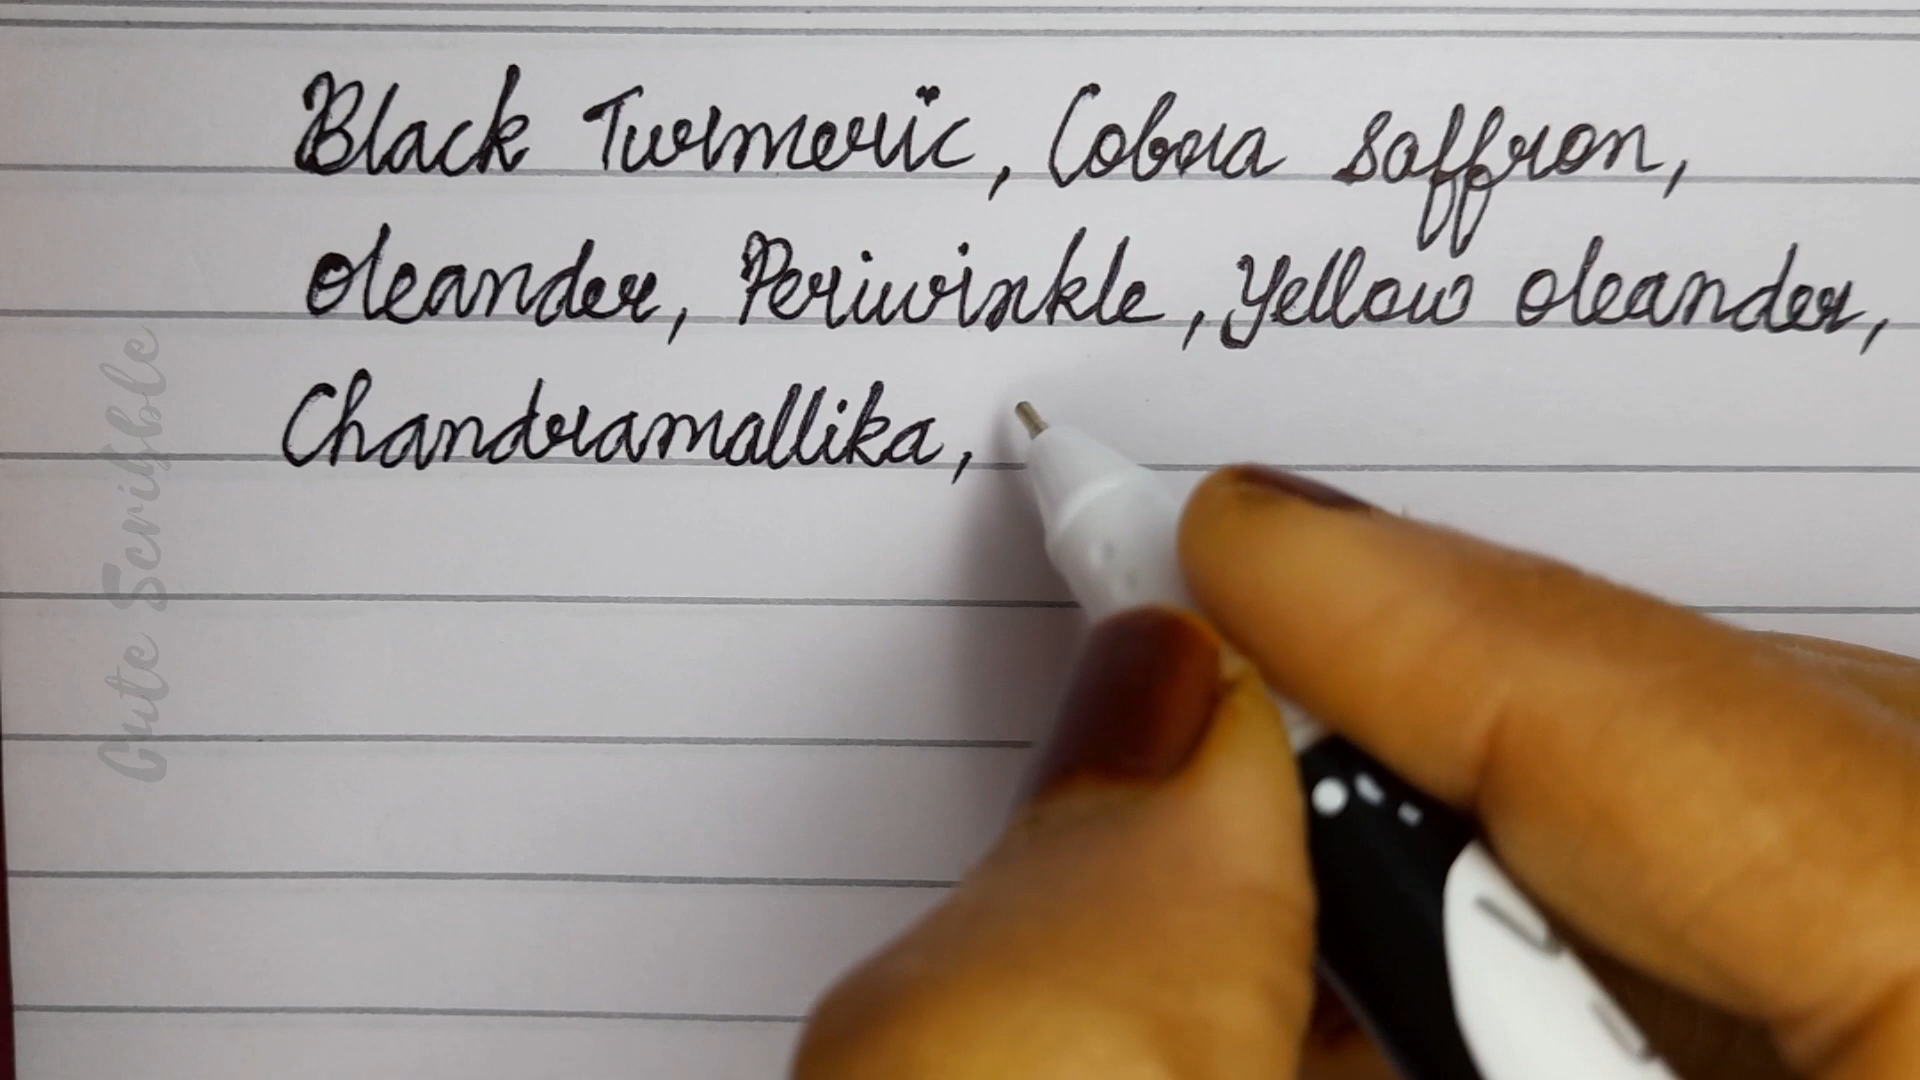 Black Turmeric, Cobra saffron,
oleander, Periwinkle, Yellow oleander,
Chandramallika,
Cute Scribble